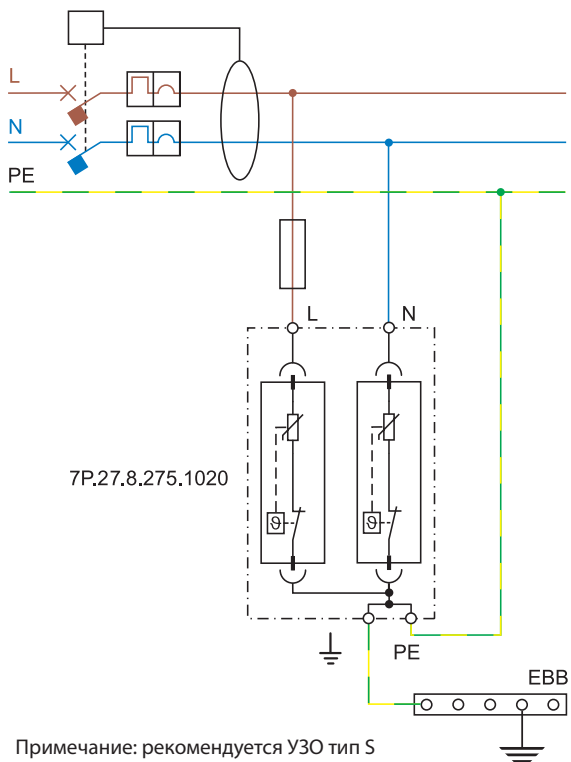 L
N
PE
L
N
7P.27.8.275.1020
ϑ
ϑ
PE
EBB
Примечание: рекомендуется УЗО тип S